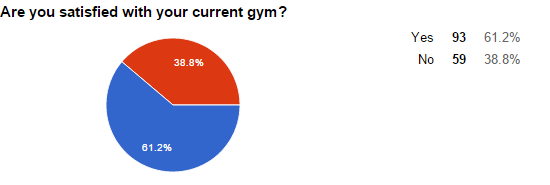 Are you satisfied with your current gym?
Yes 93 61.2%
No 59 38.8%
38.8%
61.2%